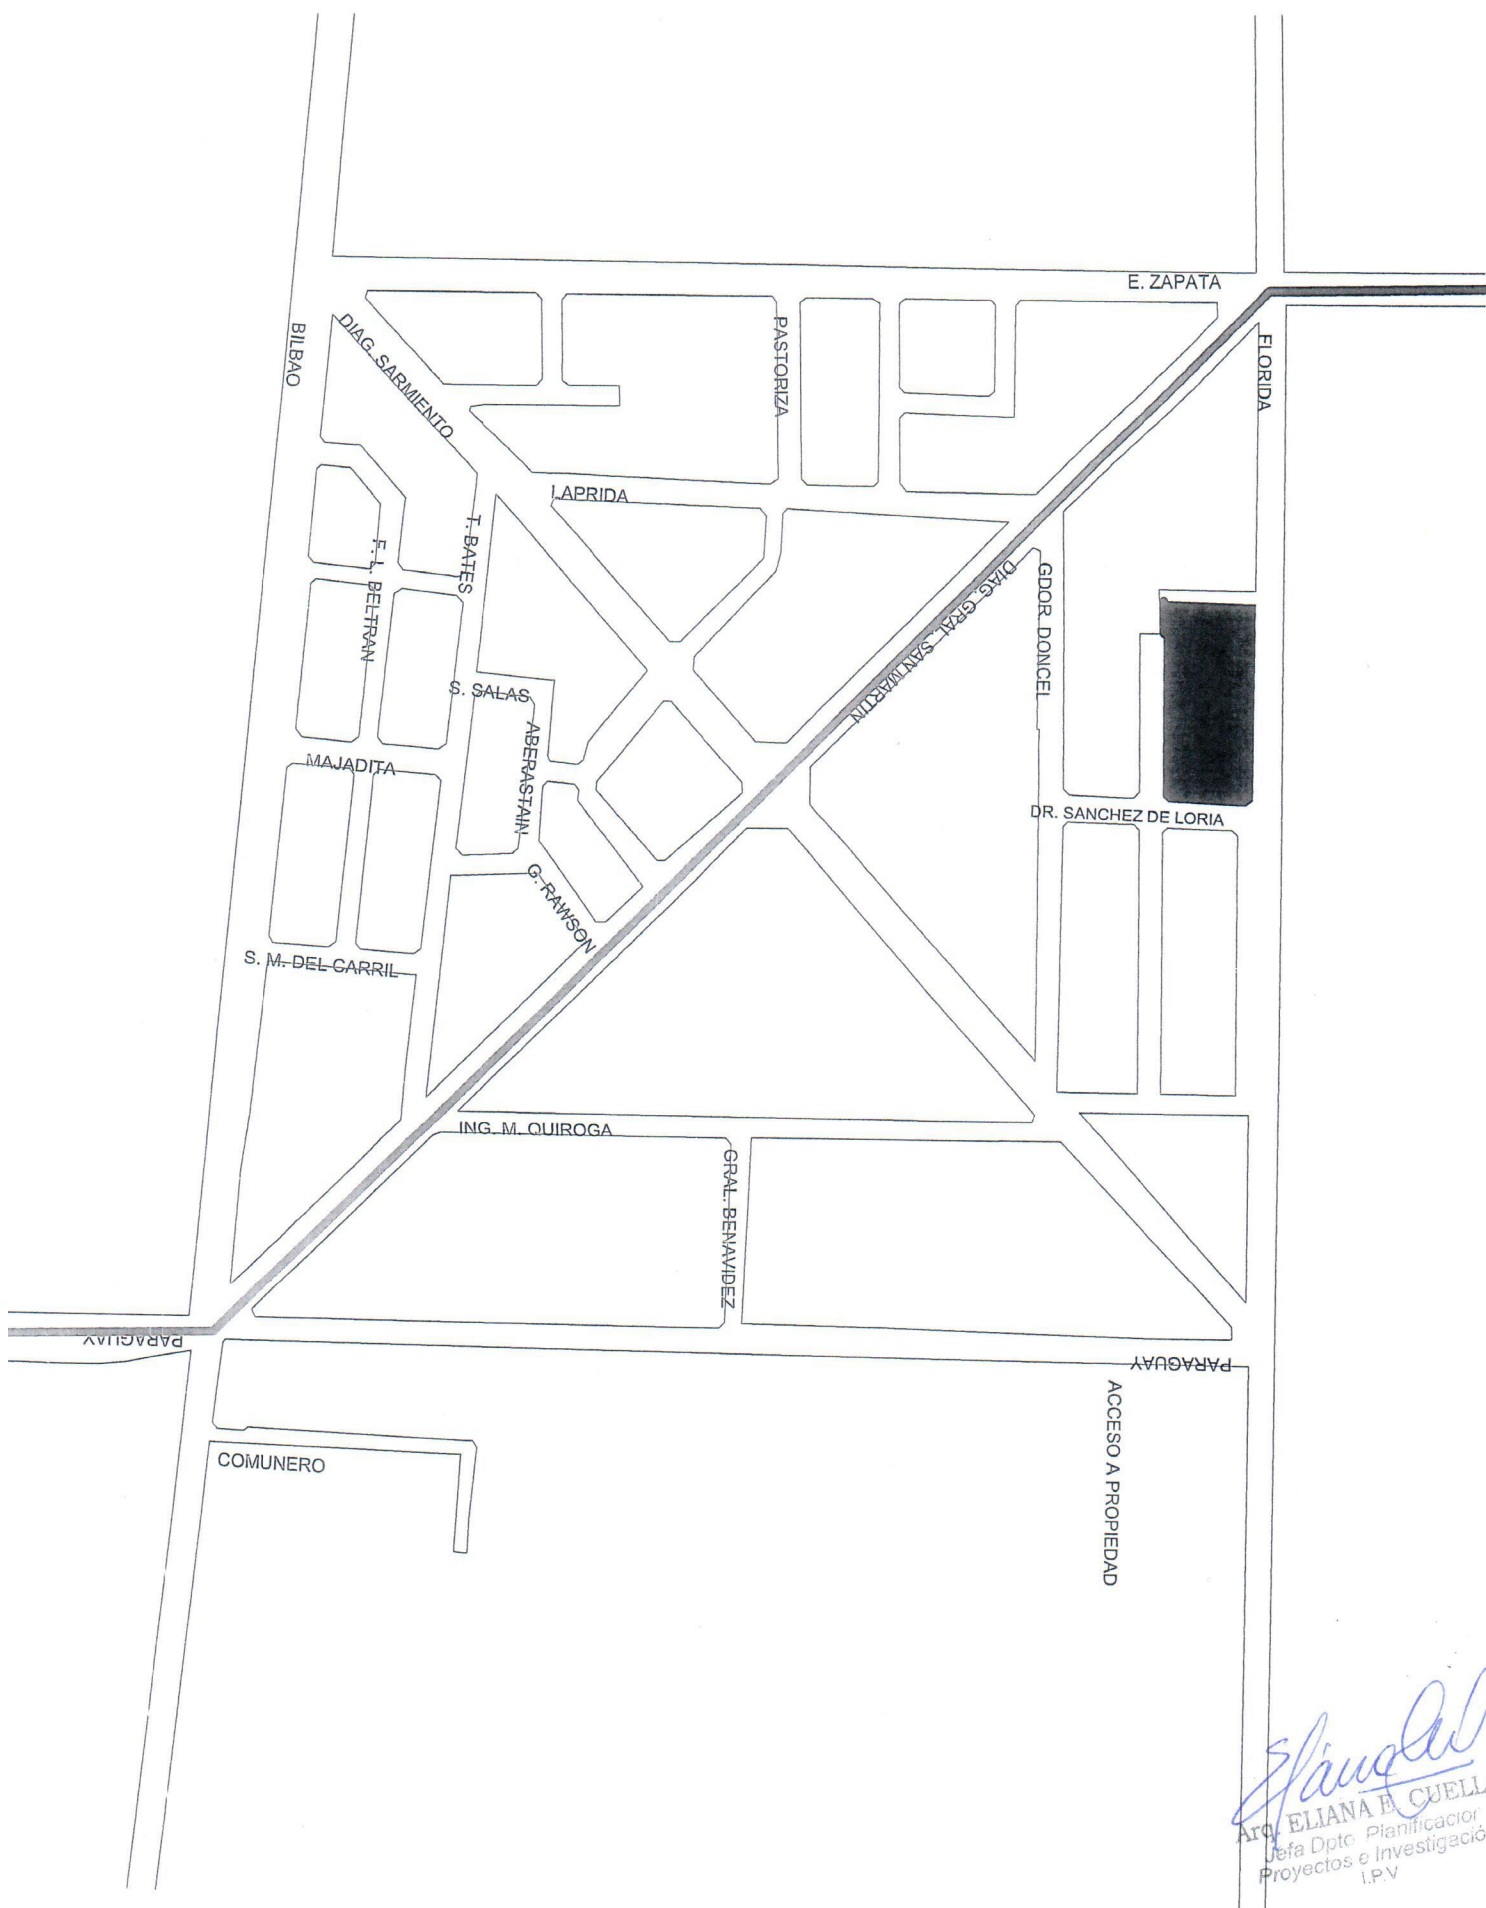 E. ZAPATA
BILBAO
DIAG. SARMIENTO
PASTORIZA
FLORIDA
LAPRIDA
T. BATES
F. L. BELTRAN
DIAG. GRAL. SAN MARTIN
GDOR. DONCEL
S. SALAS
ABERASTAIN
MAJADITA
DR. SANCHEZ DE LORIA
G. RAWSON
S. M. DEL CARRIL
ING. M. QUIROGA
GRAL. BENAVIDEZ
PARAGUAY
PARAGUAY
ACCESO A PROPIEDAD
COMUNERO
Arq. ELIANA E. CUELL
Jefa Dpto. Planificacion
Proyectos e Investigació
I.P.V